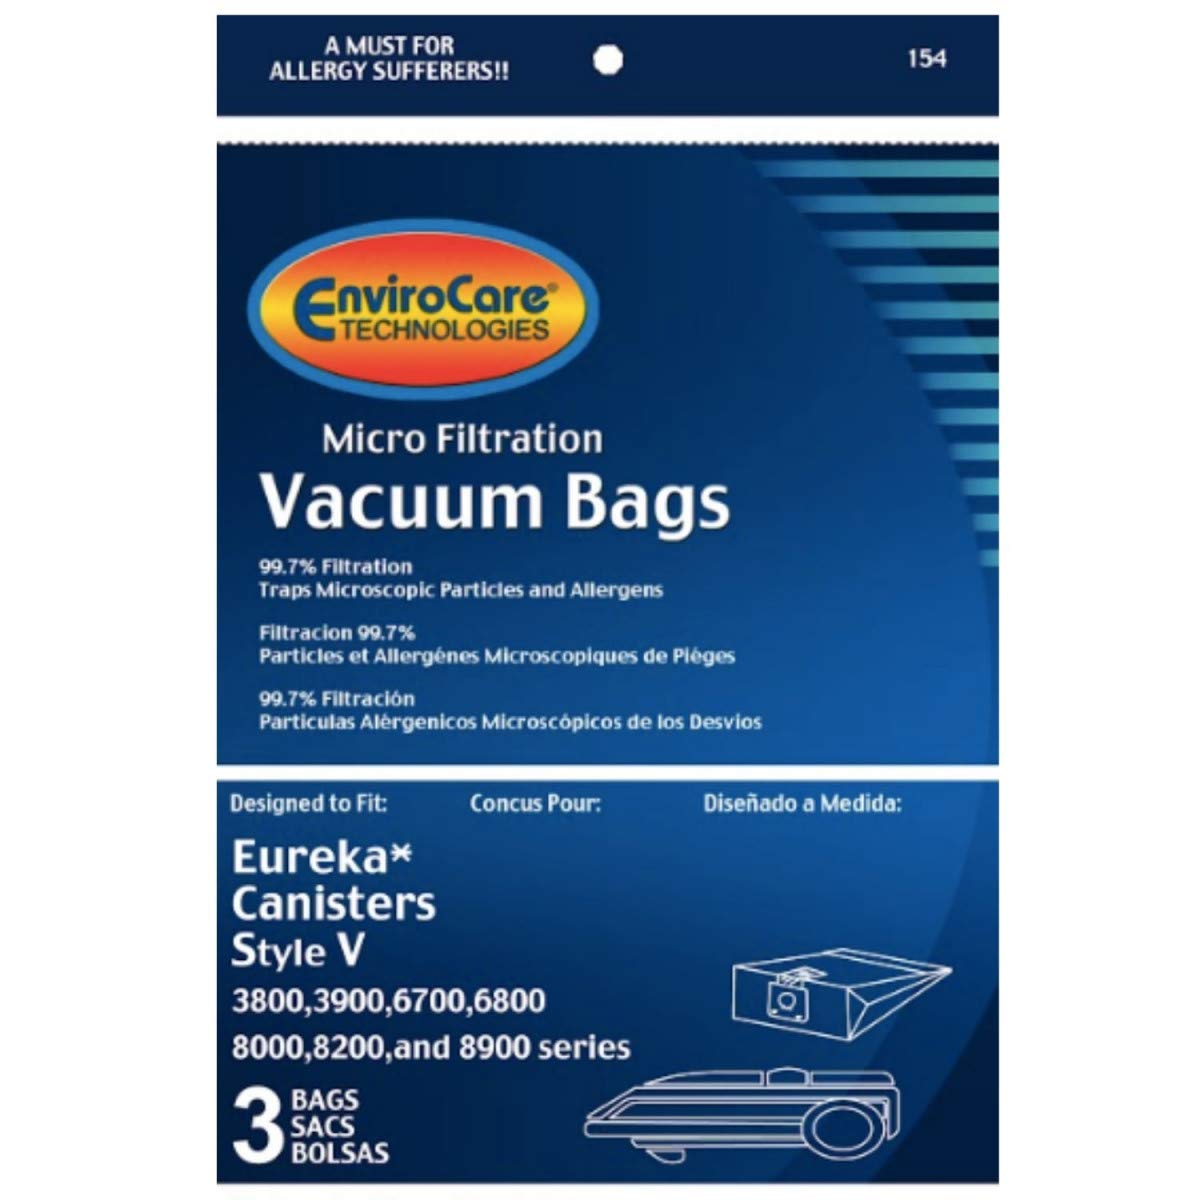 A MUST FOR
ALLERGY SUFFERERS!!
154
EnviroCare®
TECHNOLOGIES
Micro Filtration
Vacuum Bags
99.7% Filtration
Traps Microscopic Particles and Allergens
Filtracion 99.7%
Particles et Allergénes Microscopiques de Pièges
99.7% Filtración
Particulas Alérgenicos Microscópicos de los Desvios
Designed to Fit:
Concus Pour:
Diseñado a Medida:
Eureka*
Canisters
Style V
3800,3900,6700,6800
8000,8200,and 8900 series
3 BAGS
SACS
BOLSAS